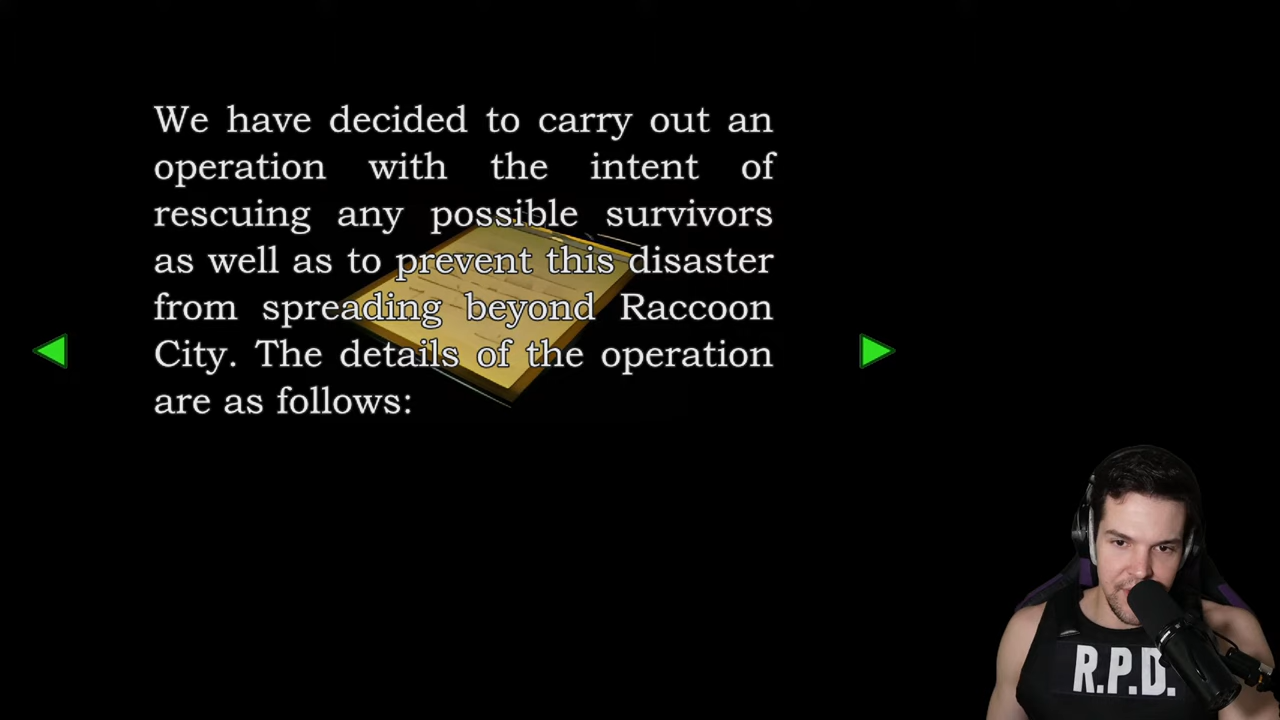 We have decided to carry out an
operation with the intent of
rescuing any possible survivors
as well as to prevent this disaster
from spreading beyond Raccoon
City. The details of the operation
are as follows:
R.P.D.